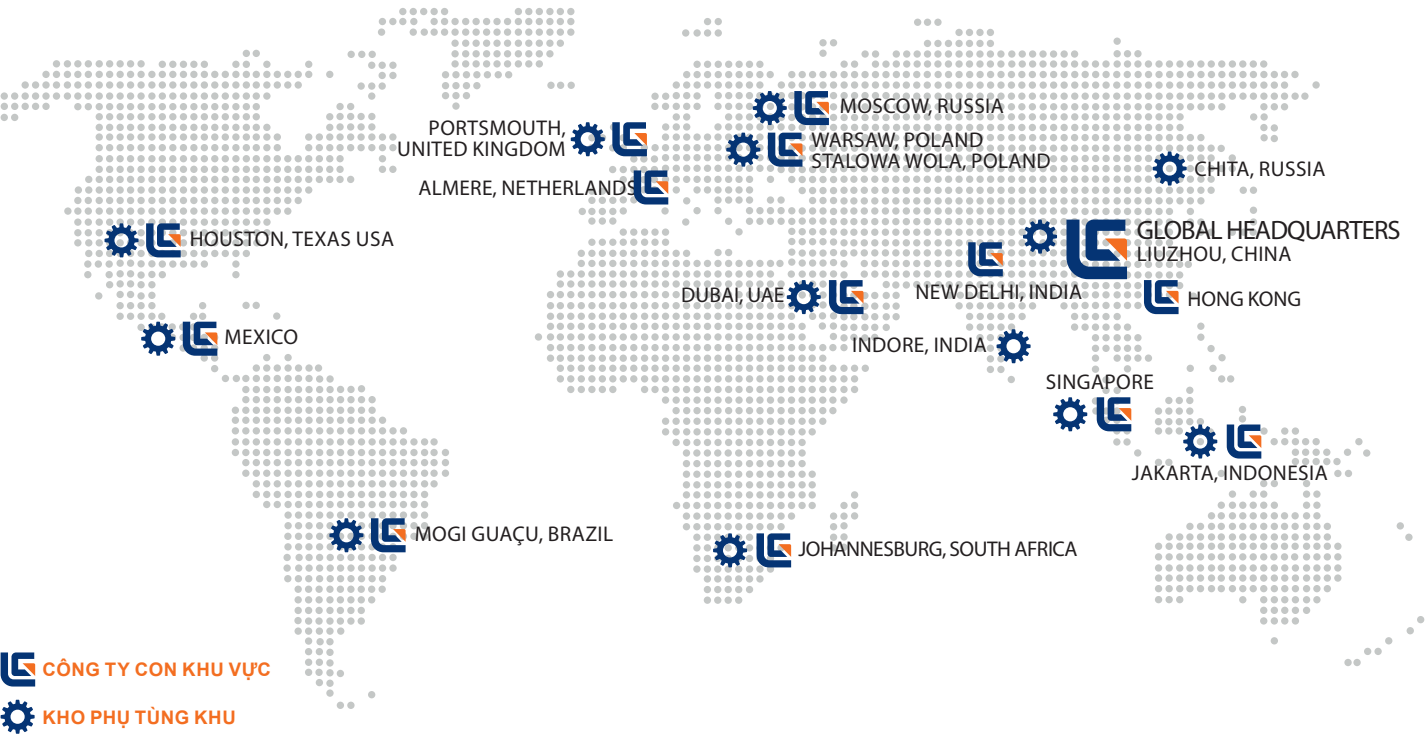 MOSCOW, RUSSIA
PORTSMOUTH,
UNITED KINGDOM
WARSAW, POLAND
STALOWA WOLA, POLAND
CHITA, RUSSIA
ALMERE, NETHERLANDS
HOUSTON, TEXAS USA
GLOBAL HEADQUARTERS
LIUZHOU, CHINA
DUBAI, UAE
NEW DELHI, INDIA
HONG KONG
MEXICO
INDORE, INDIA
SINGAPORE
JAKARTA, INDONESIA
MOGI GUAÇU, BRAZIL
JOHANNESBURG, SOUTH AFRICA
CÔNG TY CON KHU VỰC
KHO PHỤ TÙNG KHU